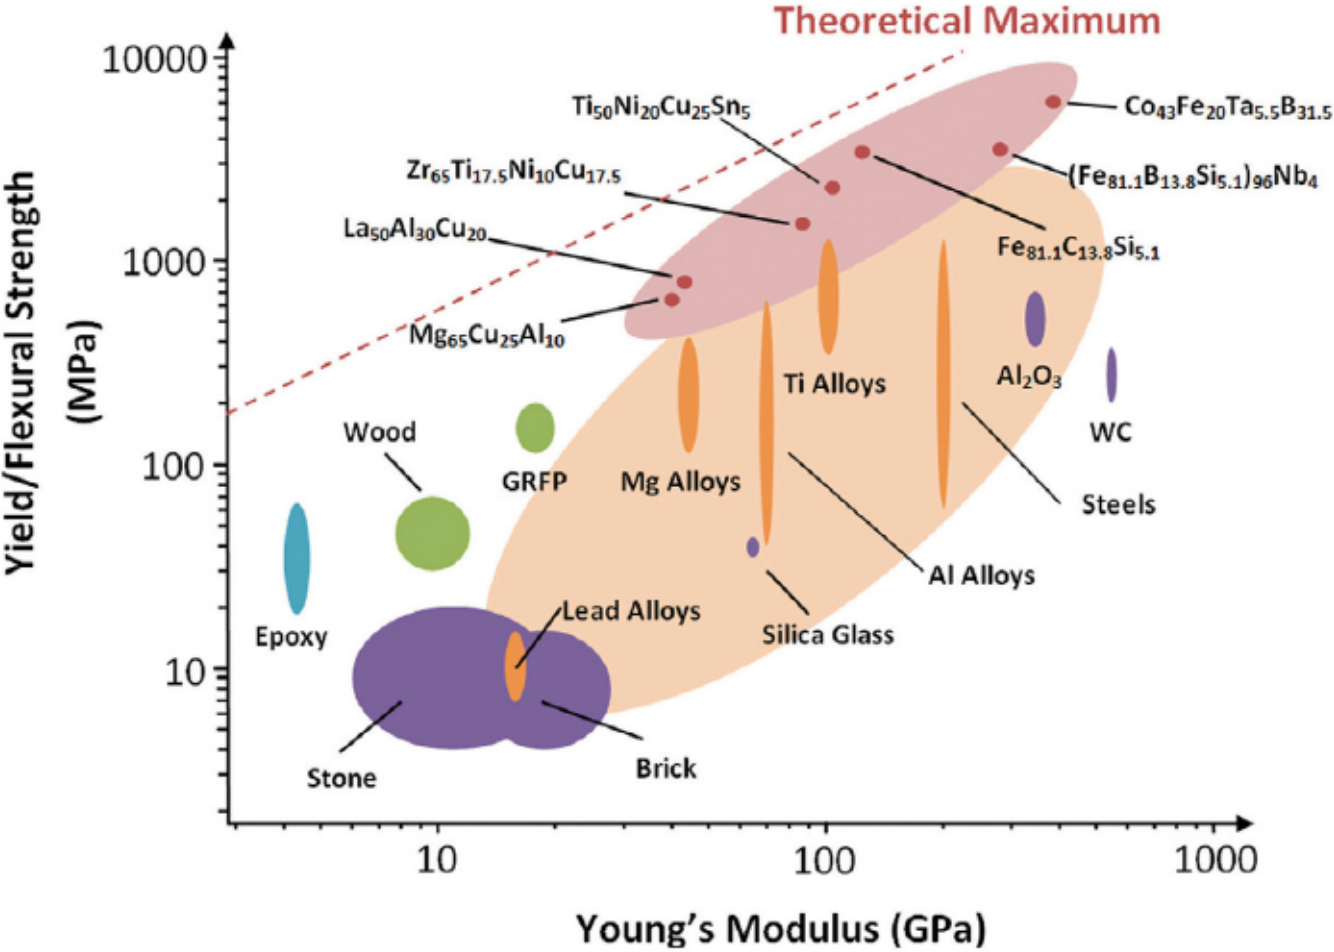 Theoretical Maximum
10000
Ti₅₀Ni₂₀Cu₂₅Sn₅
Co₄₃Fe₂₀Ta₅.₅B₃₁.₅
Zr₆₅Ti₁₇.₅Ni₁₀Cu₁₇.₅
(Fe₈₁.₁B₁₃.₈Si₅.₁)₉₆Nb₄
La₅₀Al₃₀Cu₂₀
Fe₈₁.₁C₁₃.₈Si₅.₁
1000
Mg₆₅Cu₂₅Al₁₀
Ti Alloys
Al₂O₃
Wood
WC
100
GRFP
Mg Alloys
Steels
Al Alloys
Lead Alloys
Epoxy
Silica Glass
10
Brick
Stone
10
100
1000
Yield/Flexural Strength
(MPa)
Young's Modulus (GPa)